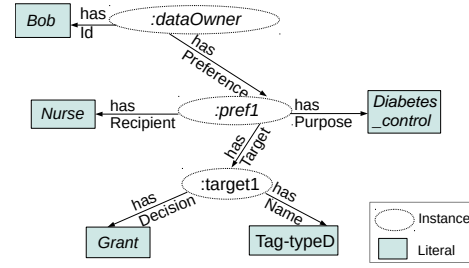 Bob
has
Id
:dataOwner
has
Preference
Nurse
has
Recipient
:pref1
has
Purpose
Diabetes
_control
has
Target
:target1
has
Decision
has
Name
Grant
Tag-typeD
Instance
Literal